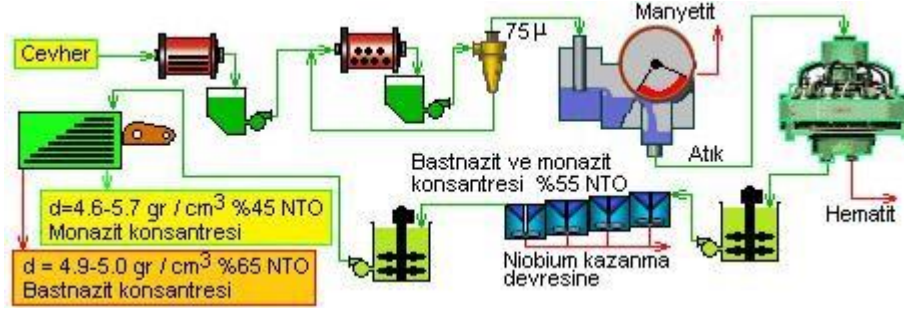 Cevher
75 µ
Manyetit
Atık
Hematit
Bastnazit ve monazit
konsantresi %55 NTO
Niobium kazanma
devresine
d=4.6-5.7 gr / cm³ %45 NTO
Monazit konsantresi
d = 4.9-5.0 gr / cm³ %65 NTO
Bastnazit konsantresi